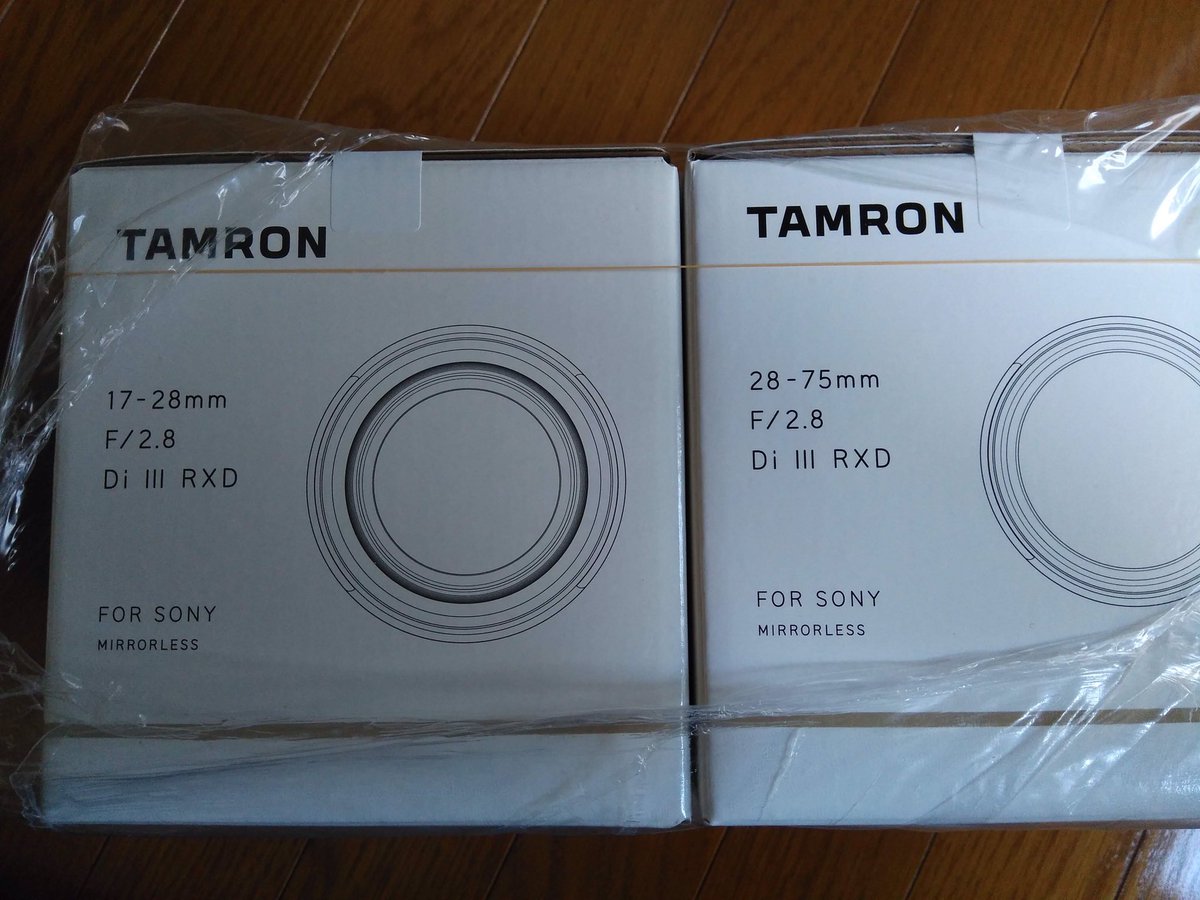 TAMRON
17-28mm
F/2.8
Di III RXD
FOR SONY
MIRRORLESS
TAMRON
28-75mm
F/2.8
Di III RXD
FOR SONY
MIRRORLESS